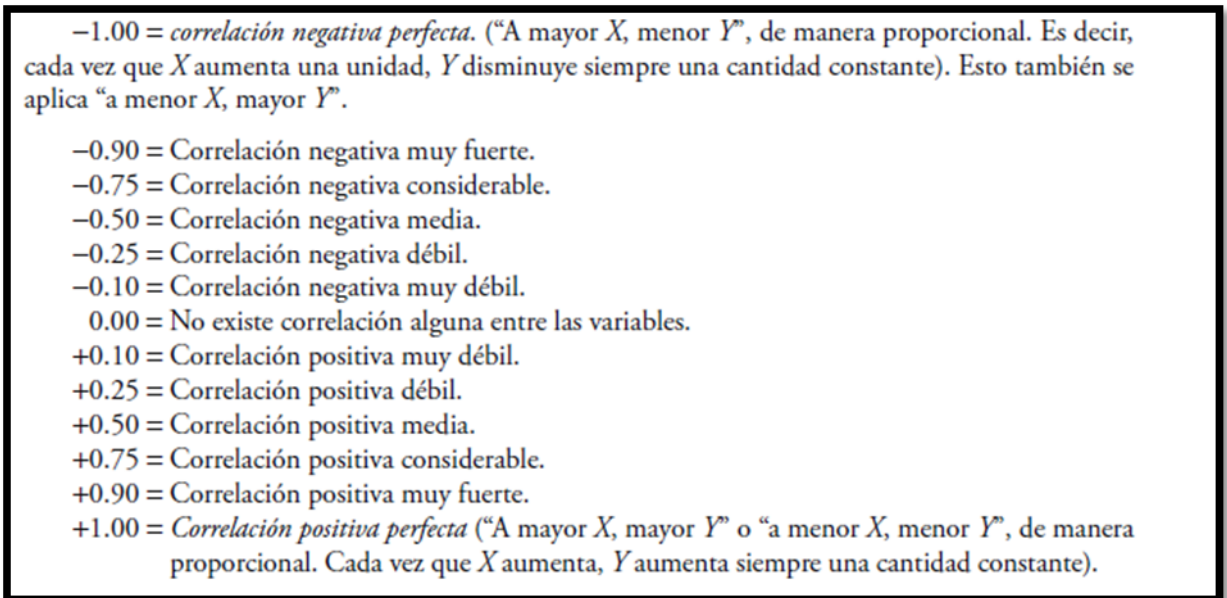 −1.00 = correlación negativa perfecta. (“A mayor X, menor Y”, de manera proporcional. Es decir,
cada vez que X aumenta una unidad, Y disminuye siempre una cantidad constante). Esto también se
aplica “a menor X, mayor Y”.
−0.90 = Correlación negativa muy fuerte.
−0.75 = Correlación negativa considerable.
−0.50 = Correlación negativa media.
−0.25 = Correlación negativa débil.
−0.10 = Correlación negativa muy débil.
0.00 = No existe correlación alguna entre las variables.
+0.10 = Correlación positiva muy débil.
+0.25 = Correlación positiva débil.
+0.50 = Correlación positiva media.
+0.75 = Correlación positiva considerable.
+0.90 = Correlación positiva muy fuerte.
+1.00 = Correlación positiva perfecta (“A mayor X, mayor Y” o “a menor X, menor Y”, de manera
proporcional. Cada vez que X aumenta, Y aumenta siempre una cantidad constante).